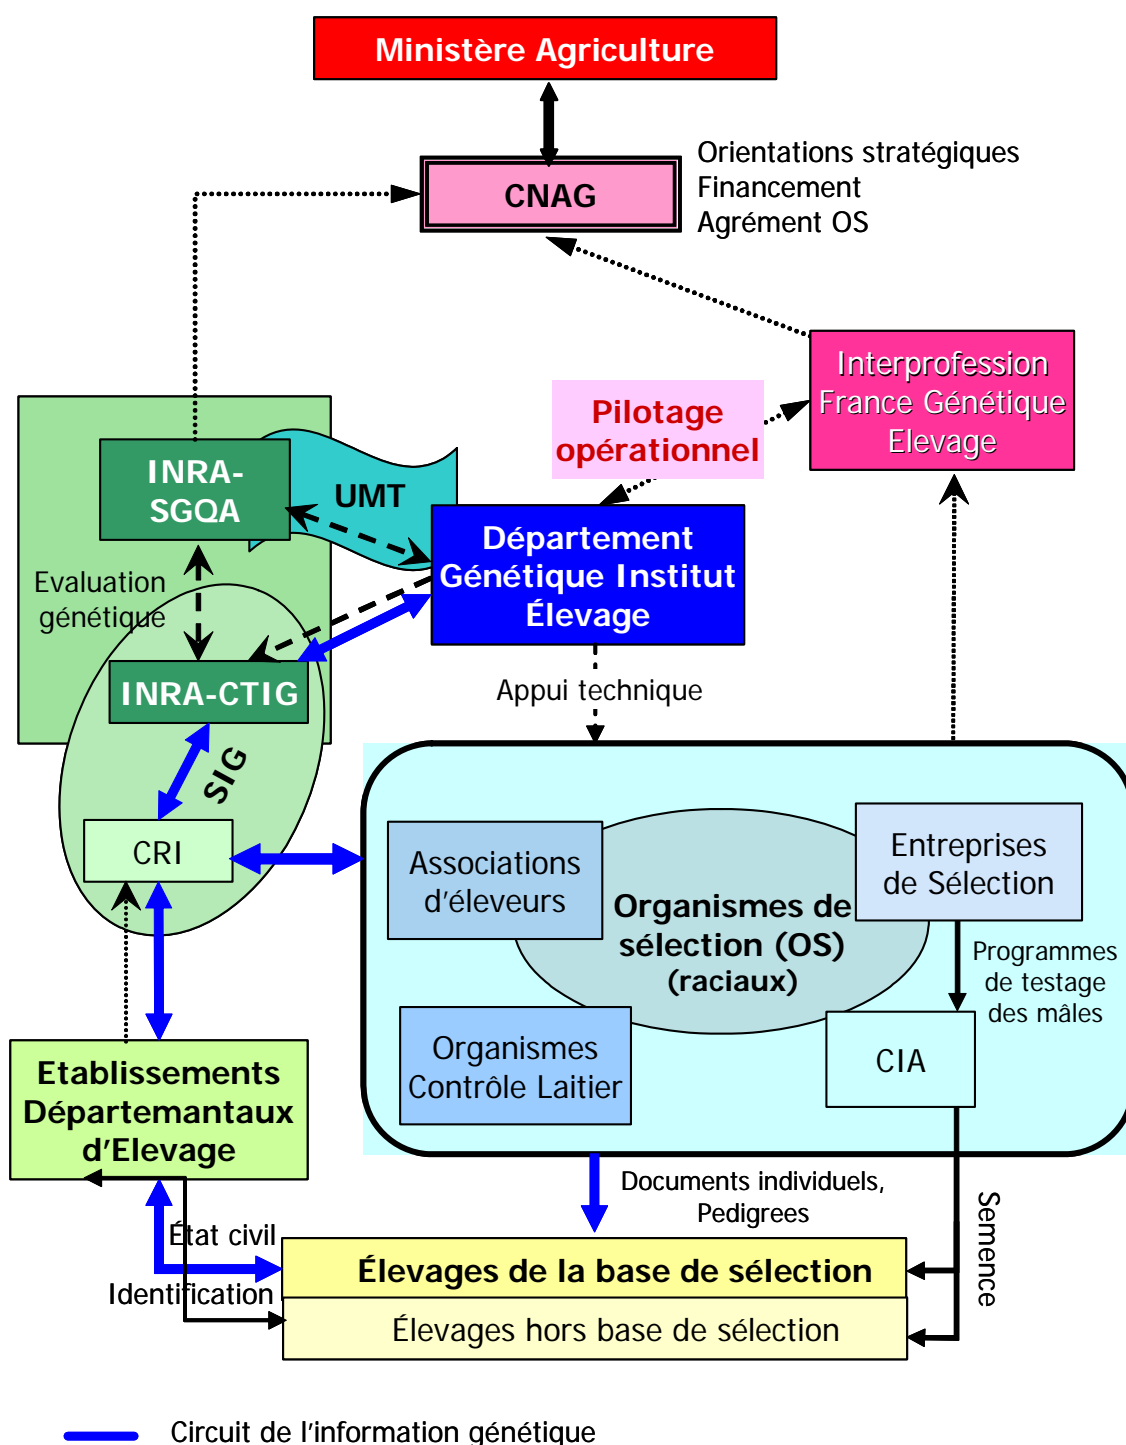 Ministère Agriculture
CNAG
Orientations stratégiques
Financement
Agrément OS
Interprofession
France Génétique
Elevage
Pilotage
opérationnel
INRA-
SGQA
UMT
Département
Génétique Institut
Élevage
Evaluation
génétique
INRA-CTIG
Appui technique
SIG
CRI
Associations
d'éleveurs
Entreprises
de Sélection
Organismes de
sélection (OS)
(raciaux)
Programmes
de testage
des mâles
Organismes
Contrôle Laitier
CIA
Etablissements
Départemantaux
d'Elevage
Documents individuels,
Pedigrees
Semence
État civil
Identification
Élevages de la base de sélection
Élevages hors base de sélection
Circuit de l'information génétique